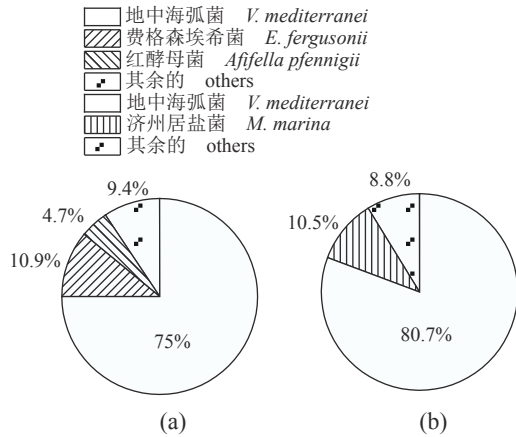 地中海弧菌 V. mediterranei
费格森埃希菌 E. fergusonii
红酵母菌 Afifella pfennigii
其余的 others
地中海弧菌 V. mediterranei
济州居盐菌 M. marina
其余的 others
9.4%
4.7%
10.9%
75%
(a)
8.8%
10.5%
80.7%
(b)